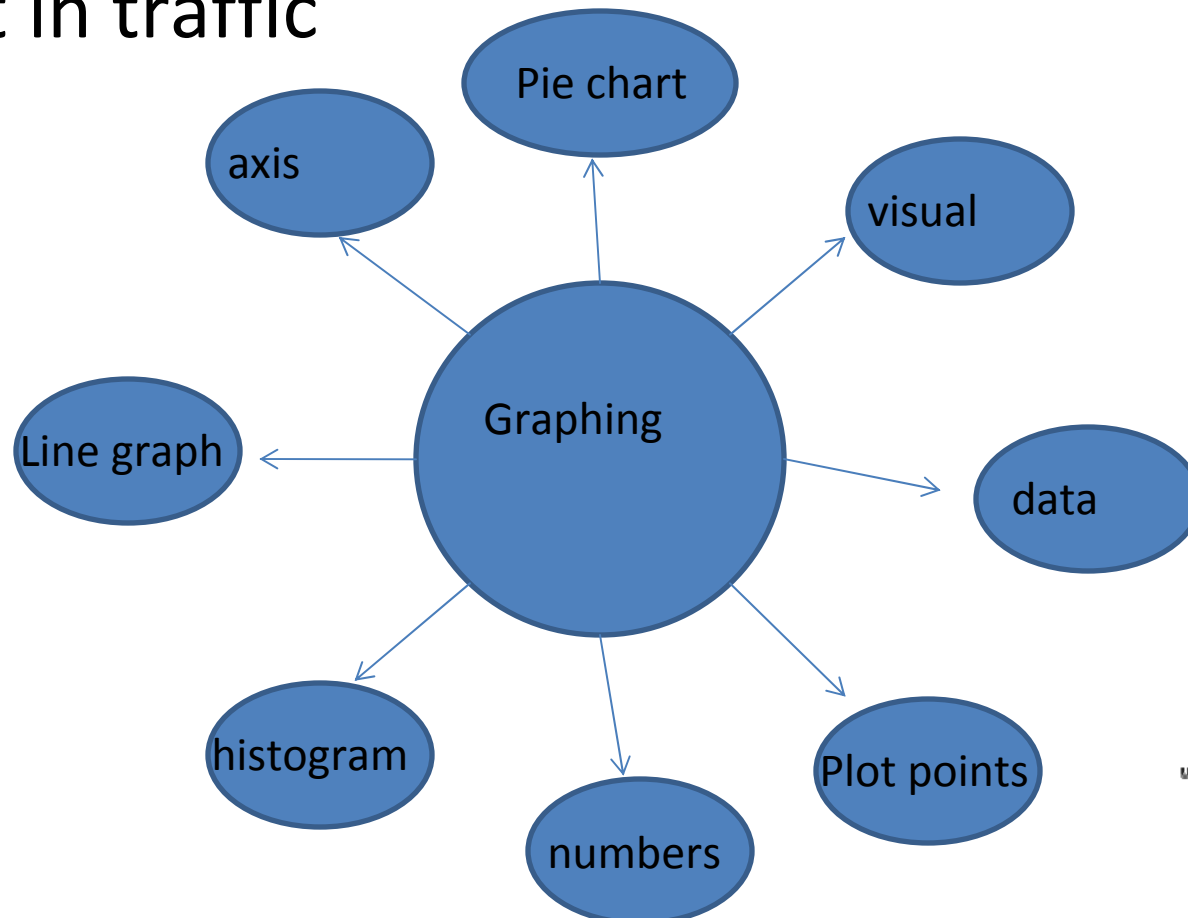 in traffic
Pie chart
axis
visual
Graphing
Line graph
data
histogram
Plot points
numbers